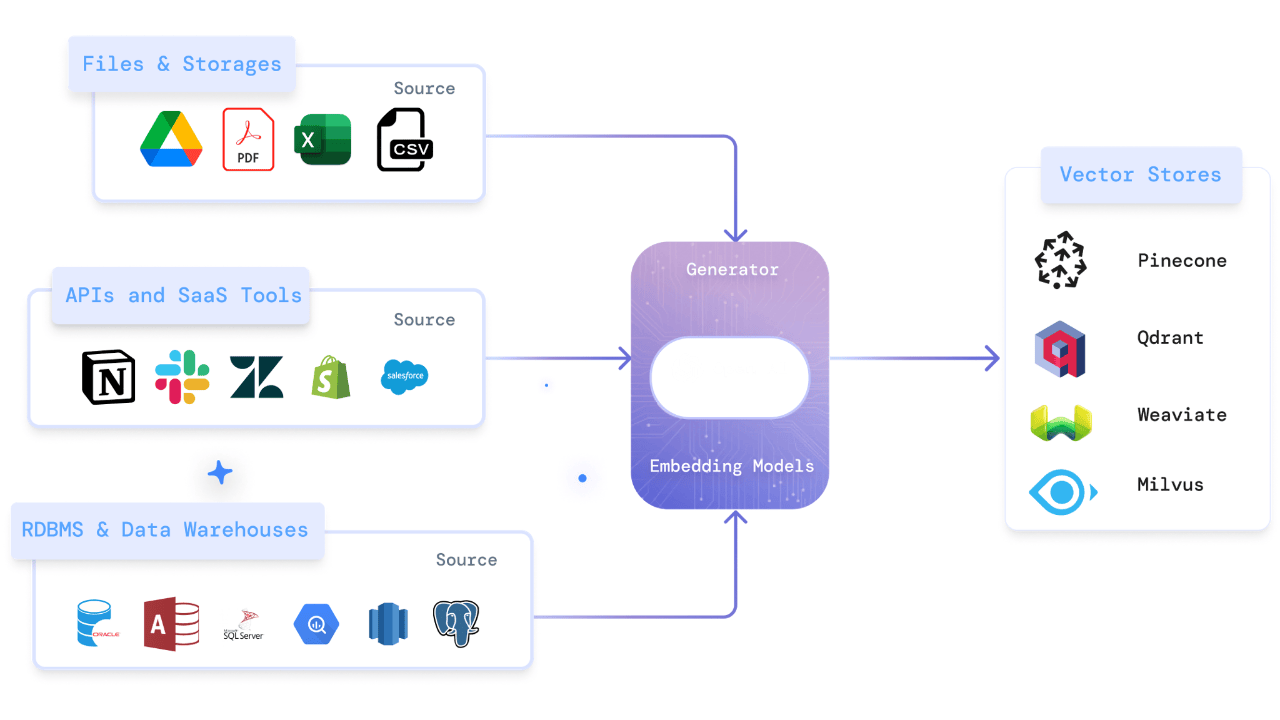 Files & Storages
Source
PDF
X
CSV
APIs and SaaS Tools
Source
N
S
salesforce
RDBMS & Data Warehouses
Source
ORACLE
A
Microsoft
SQL Server
Generator
Embedding Models
Vector Stores
Pinecone
Qdrant
Weaviate
Milvus